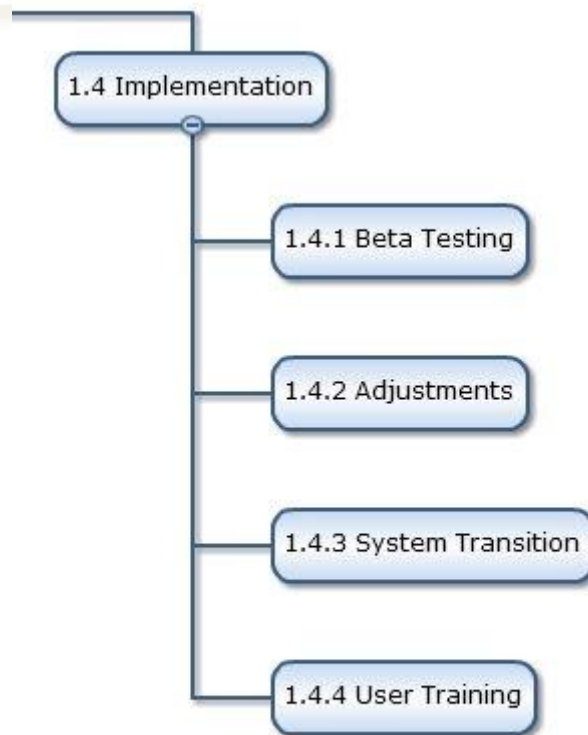 1.4 Implementation
1.4.1 Beta Testing
1.4.2 Adjustments
1.4.3 System Transition
1.4.4 User Training